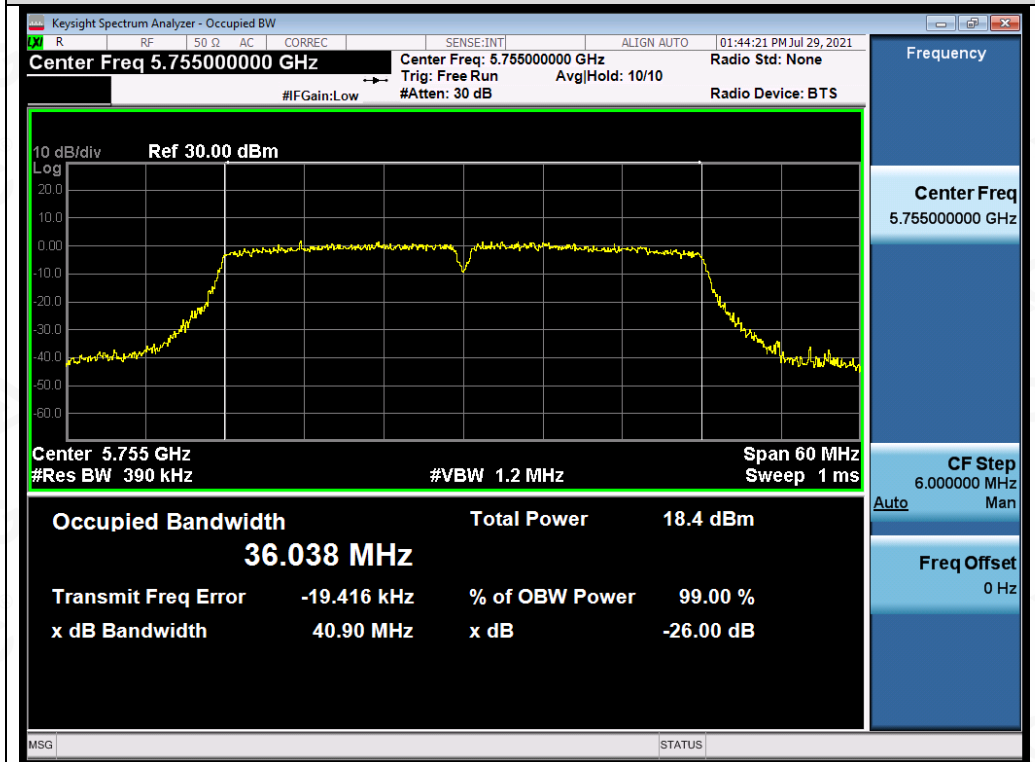 Keysight Spectrum Analyzer - Occupied BW
LXI R RF 50 Ω AC CORREC SENSE:INT ALIGN AUTO 01:44:21 PM Jul 29, 2021
Center Freq 5.755000000 GHz
Center Freq: 5.755000000 GHz
Radio Std: None
Trig: Free Run Avg|Hold: 10/10
#IFGain:Low
#Atten: 30 dB
Radio Device: BTS
10 dB/div Ref 30.00 dBm
Log
20.0
10.0
0.00
-10.0
-20.0
-30.0
-40.0
-50.0
-60.0
Center 5.755 GHz Span 60 MHz
#Res BW 390 kHz #VBW 1.2 MHz Sweep 1 ms
Occupied Bandwidth Total Power 18.4 dBm
36.038 MHz
Transmit Freq Error -19.416 kHz % of OBW Power 99.00 %
x dB Bandwidth 40.90 MHz x dB -26.00 dB
MSG STATUS
Frequency
Center Freq
5.755000000 GHz
CF Step
6.000000 MHz
Auto Man
Freq Offset
0 Hz